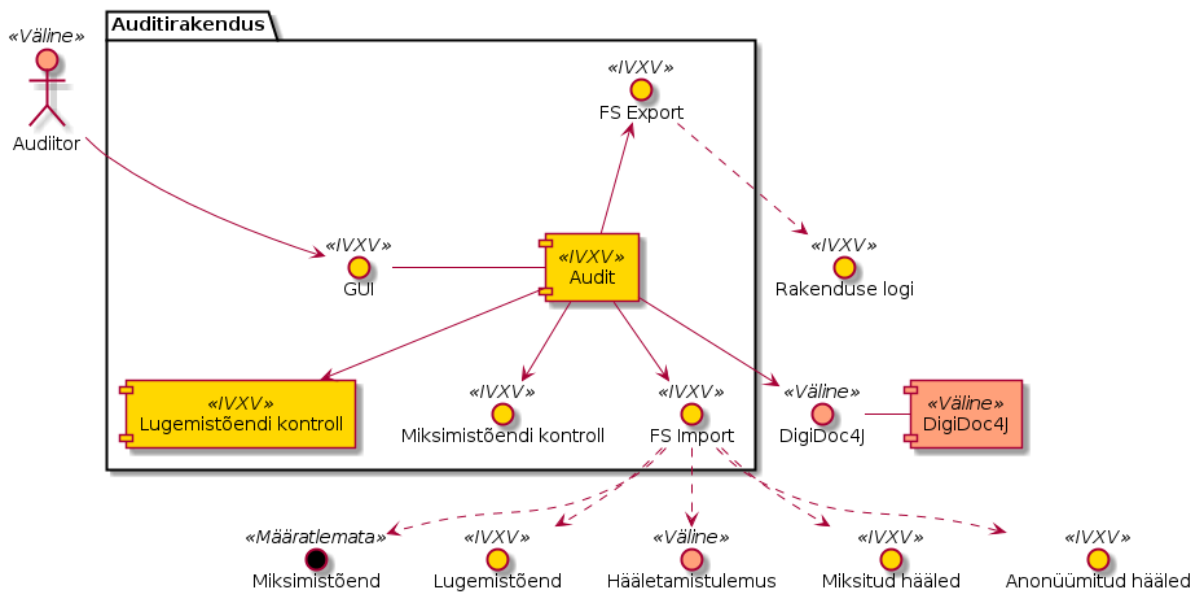 Auditirakendus
«Väline»
Audiitor
«IVXV»
FS Export
«IVXV»
GUI
«IVXV»
Audit
«IVXV»
Rakenduse logi
«IVXV»
Lugemistõendi kontroll
«IVXV»
Miksimistõendi kontroll
«IVXV»
FS Import
«Väline»
DigiDoc4J
«Väline»
DigiDoc4J
«Määratlemata»
Miksimistõend
«IVXV»
Lugemistõend
«Väline»
Hääletamistulemus
«IVXV»
Miksitud hääled
«IVXV»
Anonüümitud hääled